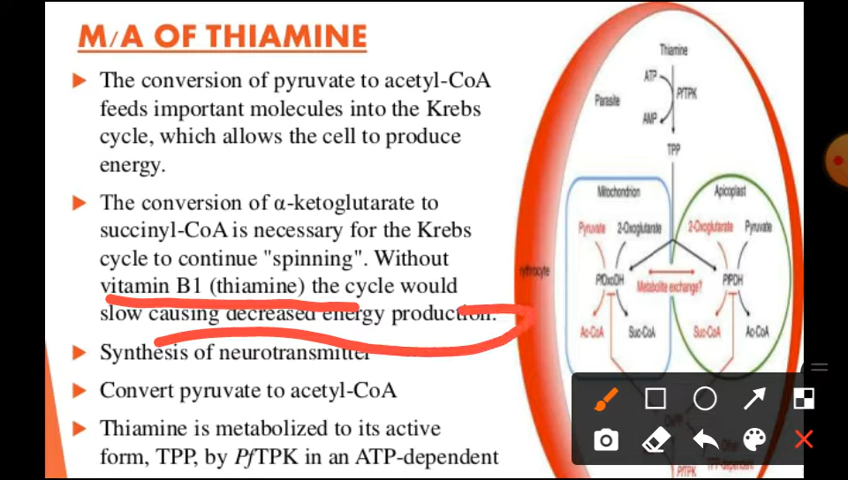 M/A OF THIAMINE
The conversion of pyruvate to acetyl-CoA
feeds important molecules into the Krebs
cycle, which allows the cell to produce
energy.
The conversion of α-ketoglutarate to
succinyl-CoA is necessary for the Krebs
cycle to continue "spinning". Without
vitamin B1 (thiamine) the cycle would
slow causing decreased energy production.
Synthesis of neurotransmitter
Convert pyruvate to acetyl-CoA
Thiamine is metabolized to its active
form, TPP, by PfTPK in an ATP-dependent
Thiamine
ATP
Parasite
PfTPK
AMP
TPP
Mitochondrion
Apicoplast
Pyruvate
2-Oxoglutarate
2-Oxoglutarate
Pyruvate
rythrocyte
PfOxoDH
PfPDH
Metabolite exchange?
Ac-CoA
Suc-CoA
Suc-CoA
Ac-CoA
PfTPK